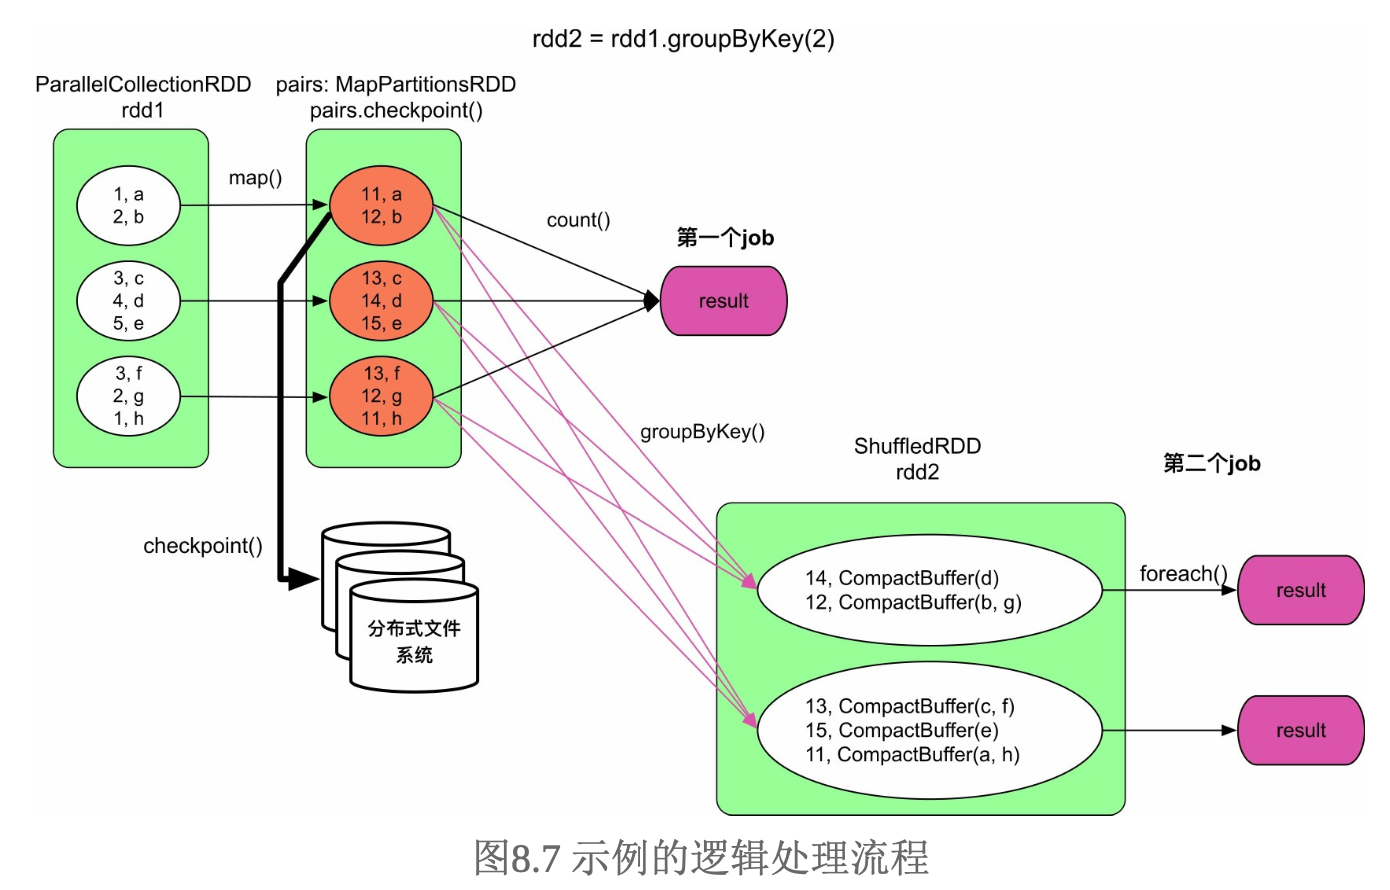 rdd2 = rdd1.groupByKey(2)
ParallelCollectionRDD
rdd1
pairs: MapPartitionsRDD
pairs.checkpoint()
1, a
2, b
map()
11, a
12, b
3, c
4, d
5, e
13, c
14, d
15, e
3, f
2, g
1, h
13, f
12, g
11, h
count()
第一个job
result
groupByKey()
checkpoint()
分布式文件
系统
ShuffledRDD
rdd2
第二个job
14, CompactBuffer(d)
12, CompactBuffer(b, g)
foreach()
result
13, CompactBuffer(c, f)
15, CompactBuffer(e)
11, CompactBuffer(a, h)
result
图8.7 示例的逻辑处理流程